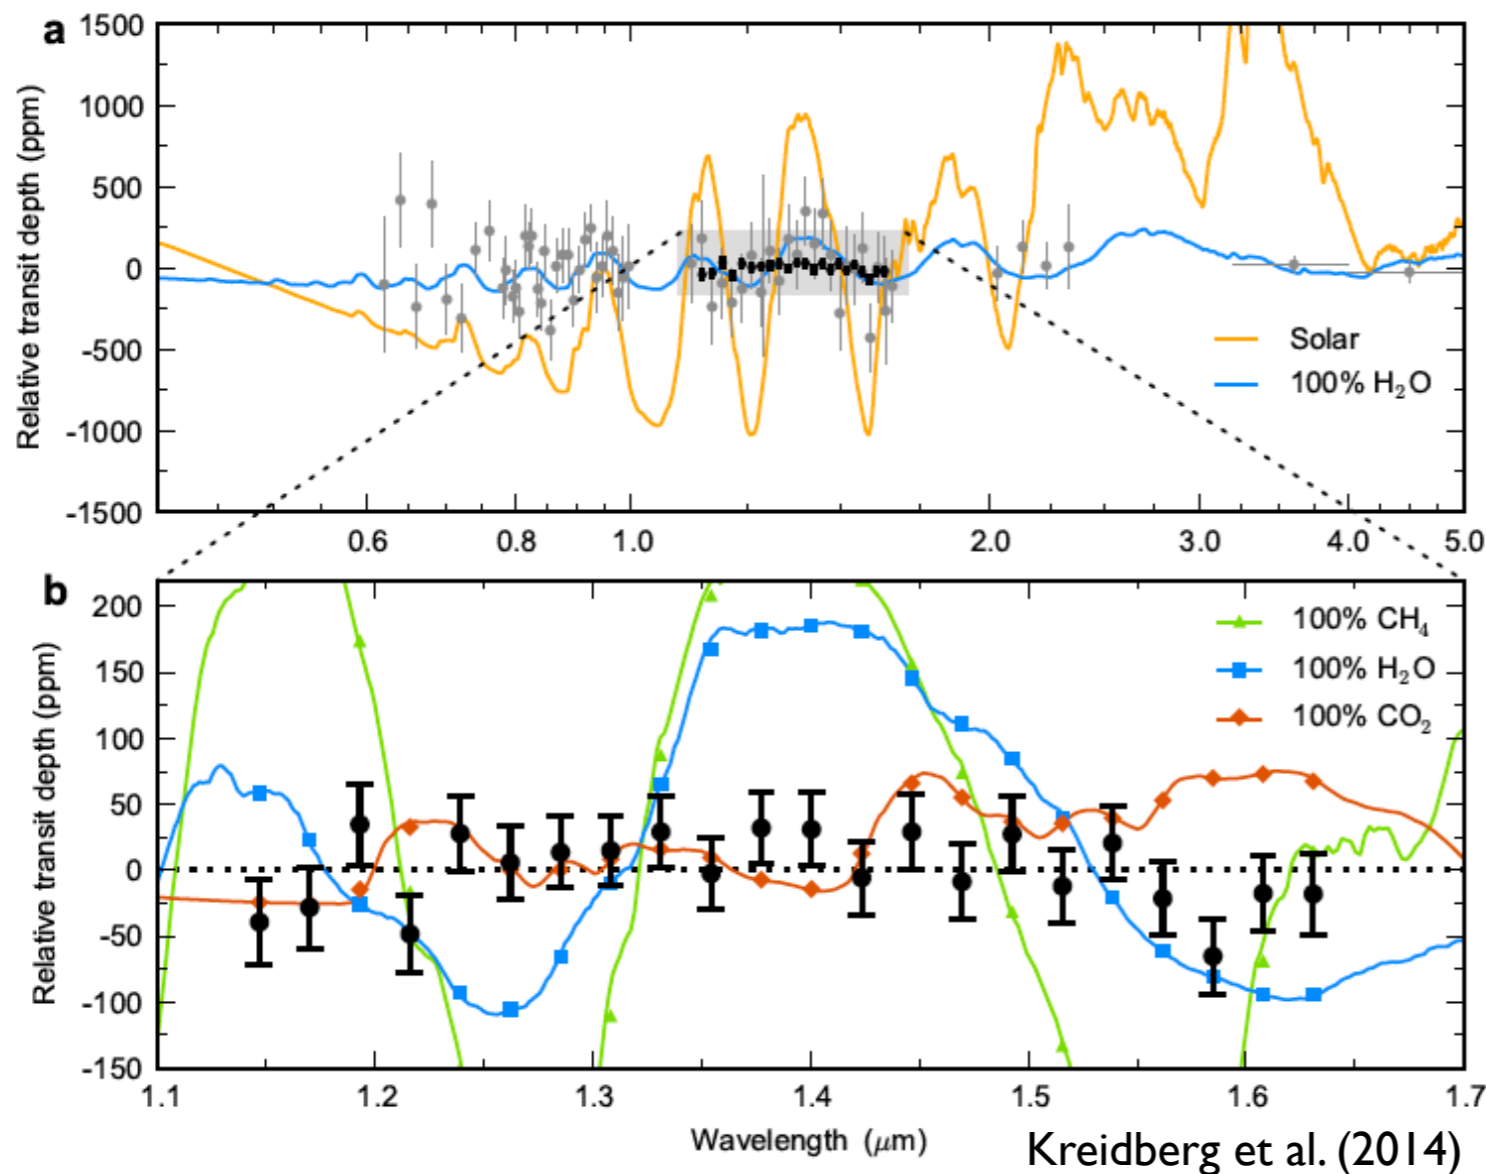 a
1500
1000
500
0
-500
-1000
-1500
Relative transit depth (ppm)
Solar
100% H₂O
0.6 0.8 1.0 2.0 3.0 4.0 5.0
b
200
150
100
50
0
-50
-100
-150
Relative transit depth (ppm)
100% CH₄
100% H₂O
100% CO₂
1.1 1.2 1.3 1.4 1.5 1.6 1.7
Wavelength (μm)
Kreidberg et al. (2014)